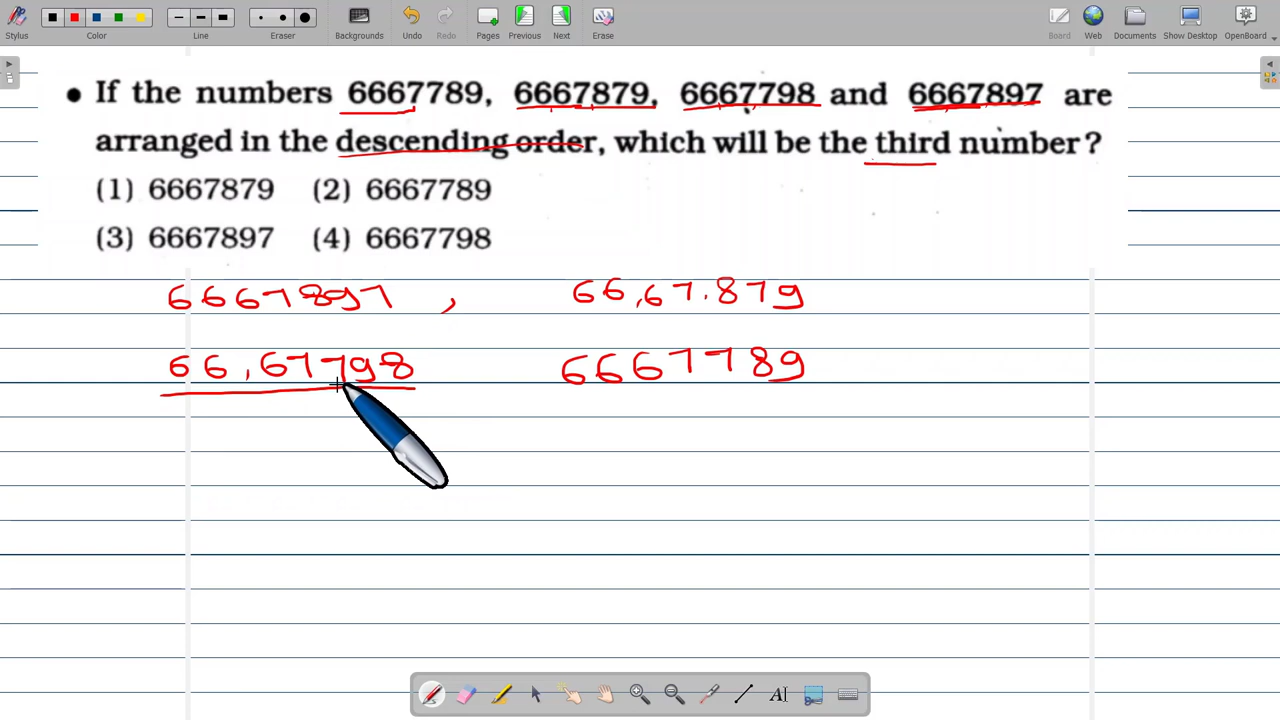 Stylus Color Line Eraser Backgrounds Undo Redo Pages Previous Next Erase Board Web Documents Show Desktop OpenBoard
• If the numbers 6667789, 6667879, 6667798 and 6667897 are
arranged in the descending order, which will be the third number?
(1) 6667879 (2) 6667789
(3) 6667897 (4) 6667798
6667897 , 66,67.879
66,67798 6667789